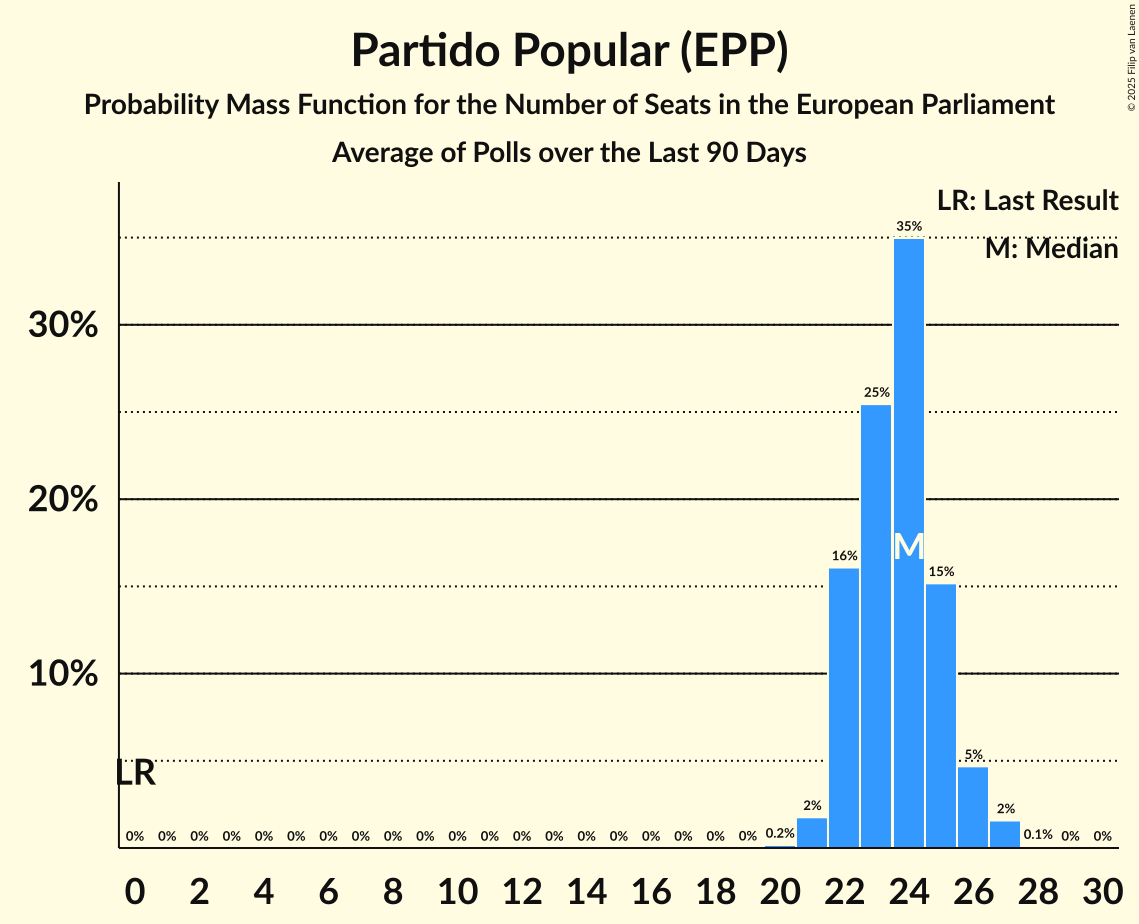 Partido Popular (EPP)
Probability Mass Function for the Number of Seats in the European Parliament
Average of Polls over the Last 90 Days
© 2025 Filip van Laenen
LR: Last Result
M: Median
30%
20%
10%
35%
25%
16%
M
15%
LR
5%
2%
2%
0% 0% 0% 0% 0% 0% 0% 0% 0% 0% 0% 0% 0% 0% 0% 0% 0% 0% 0% 0% 0.2% 0.1% 0% 0%
0 2 4 6 8 10 12 14 16 18 20 22 24 26 28 30